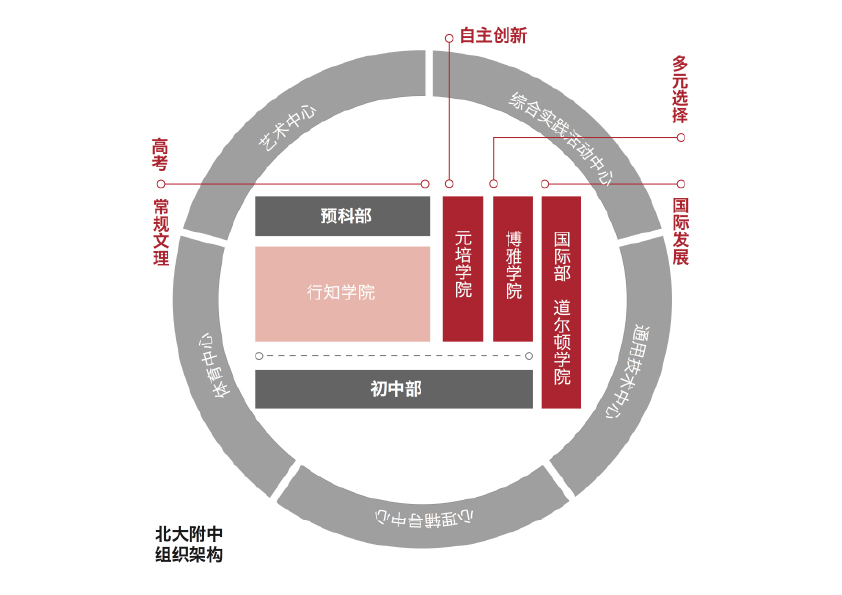 自主创新
多元选择
综合实践活动中心
艺术中心
高考
常规文理
国际发展
预科部
行知学院
元培学院
博雅学院
国际部 道尔顿学院
初中部
体育中心
通用技术中心
心理辅导中心
北大附中
组织架构